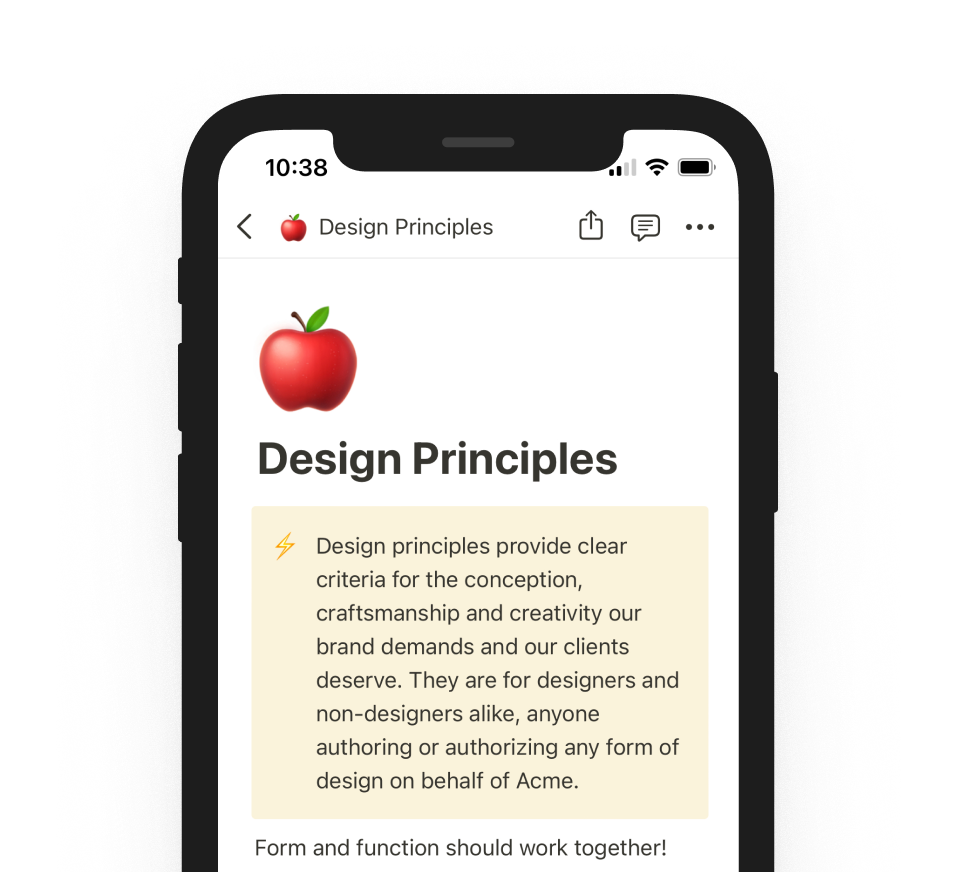 10:38
Design Principles
Design Principles
Design principles provide clear
criteria for the conception,
craftsmanship and creativity our
brand demands and our clients
deserve. They are for designers and
non-designers alike, anyone
authoring or authorizing any form of
design on behalf of Acme.
Form and function should work together!